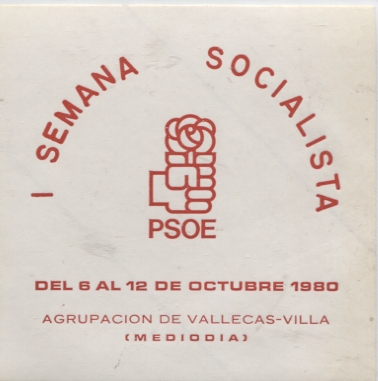 I SEMANA SOCIALISTA
PSOE
DEL 6 AL 12 DE OCTUBRE 1980
AGRUPACION DE VALLECAS-VILLA
(MEDIODIA)